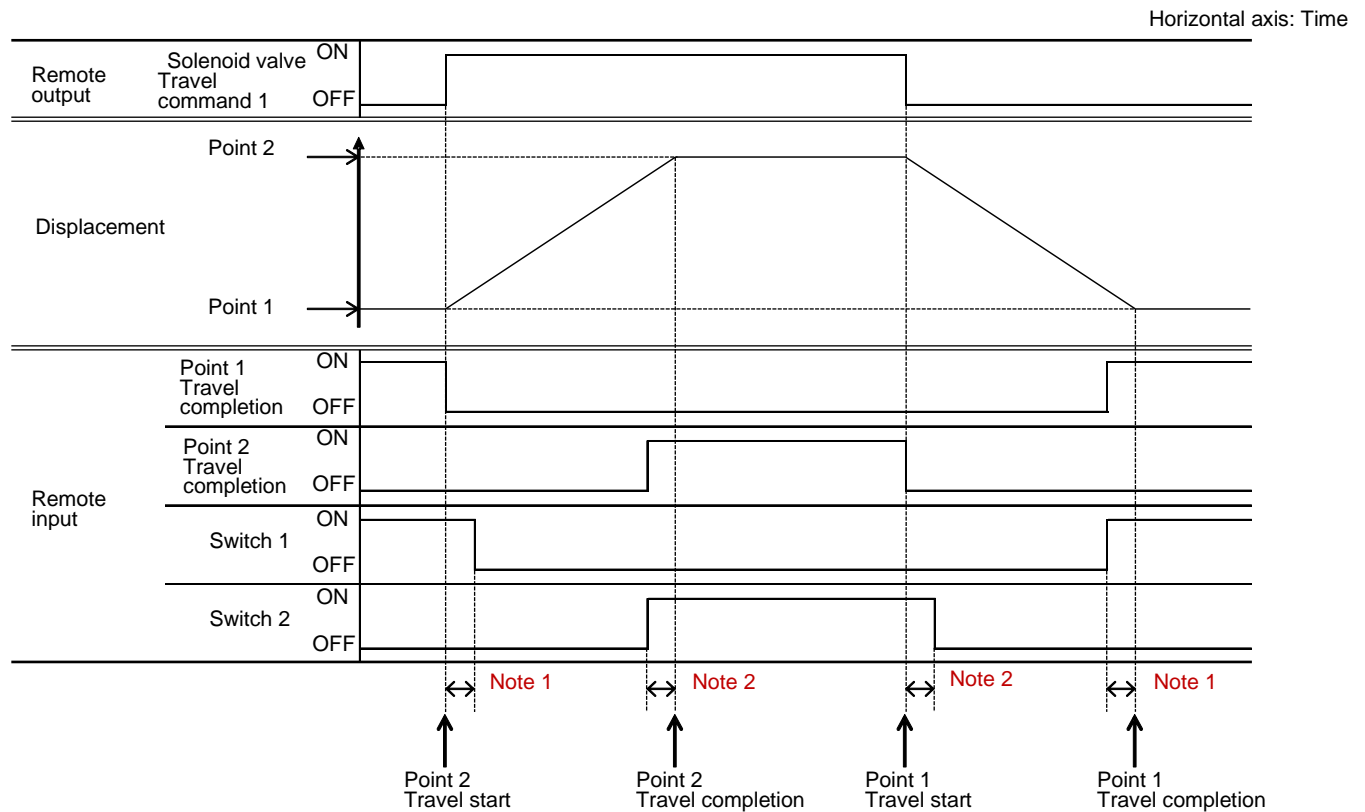 Horizontal axis: Time
Remote
output
Solenoid valve
Travel
command 1
ON
OFF
Point 2
Displacement
Point 1
Remote
input
Point 1
Travel
completion
ON
OFF
Point 2
Travel
completion
ON
OFF
Switch 1
ON
OFF
Switch 2
ON
OFF
Note 1
Note 2
Note 2
Note 1
Point 2
Travel start
Point 2
Travel completion
Point 1
Travel start
Point 1
Travel completion